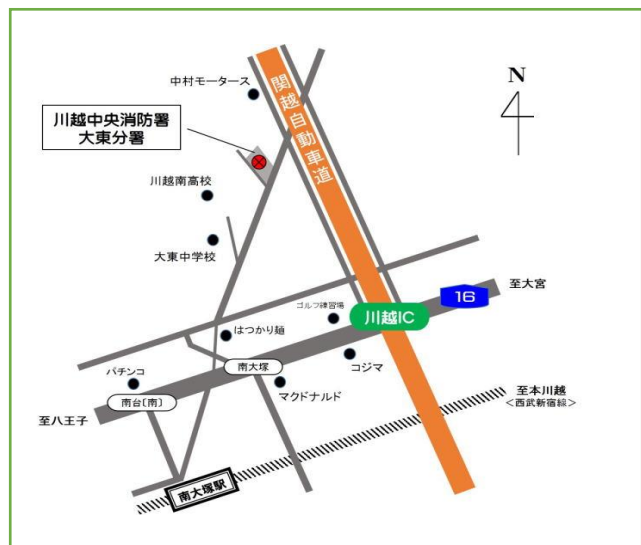 中村モータース
N
川越中央消防署
大東分署
関越自動車道
川越南高校
大東中学校
至大宮
16
ゴルフ練習場
川越IC
はつかり麺
コジマ
パチンコ
南大塚
マクドナルド
南台(南)
至八王子
至本川越
<西武新宿線>
南大塚駅